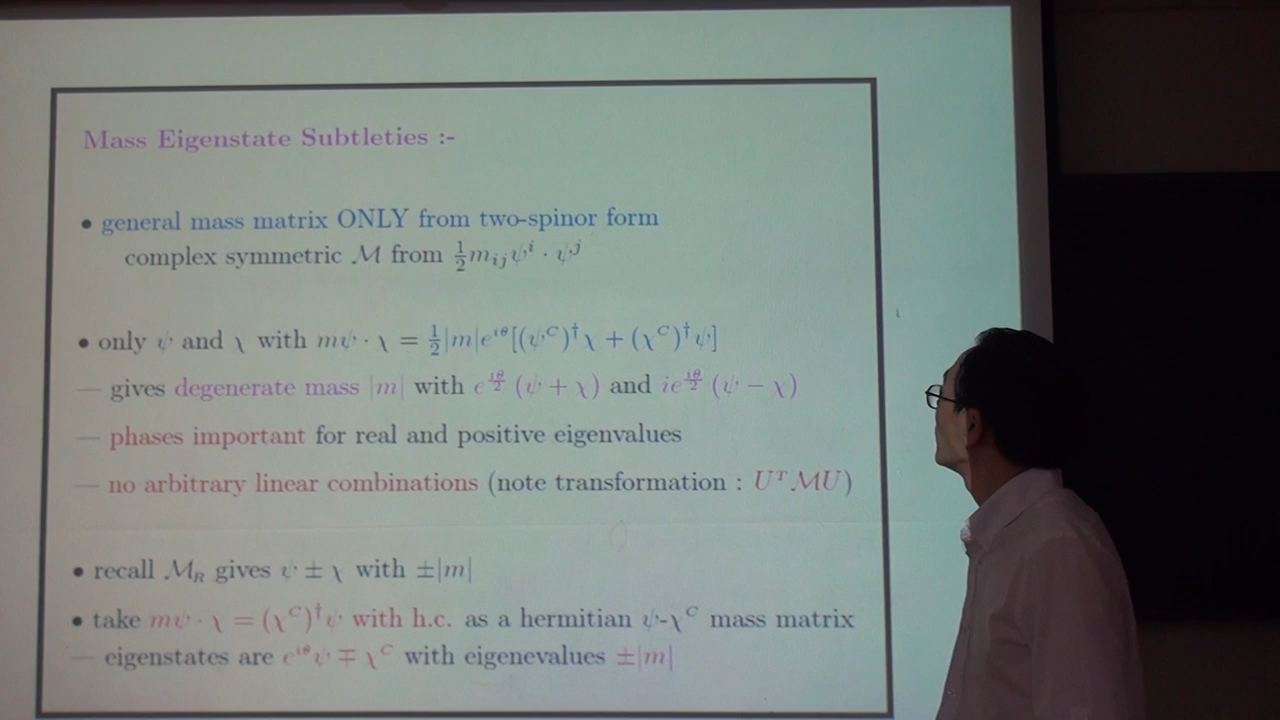 Mass Eigenstate Subtleties :-
• general mass matrix ONLY from two-spinor form
complex symmetric ℳ from ½m_{ij}ψ^i · ψ^j
• only ψ and χ with mψ · χ = ½|m|e^{iθ}[(ψ^C)^†χ + (χ^C)^†ψ]
— gives degenerate mass |m| with e^{iθ/2}(ψ + χ) and ie^{iθ/2}(ψ − χ)
— phases important for real and positive eigenvalues
— no arbitrary linear combinations (note transformation : U^TℳU)
• recall ℳ_R gives ψ ± χ with ±|m|
• take mψ · χ = (χ^C)^†ψ with h.c. as a hermitian ψ-χ^C mass matrix
— eigenstates are e^{iθ}ψ ∓ χ^C with eigenevalues ±|m|